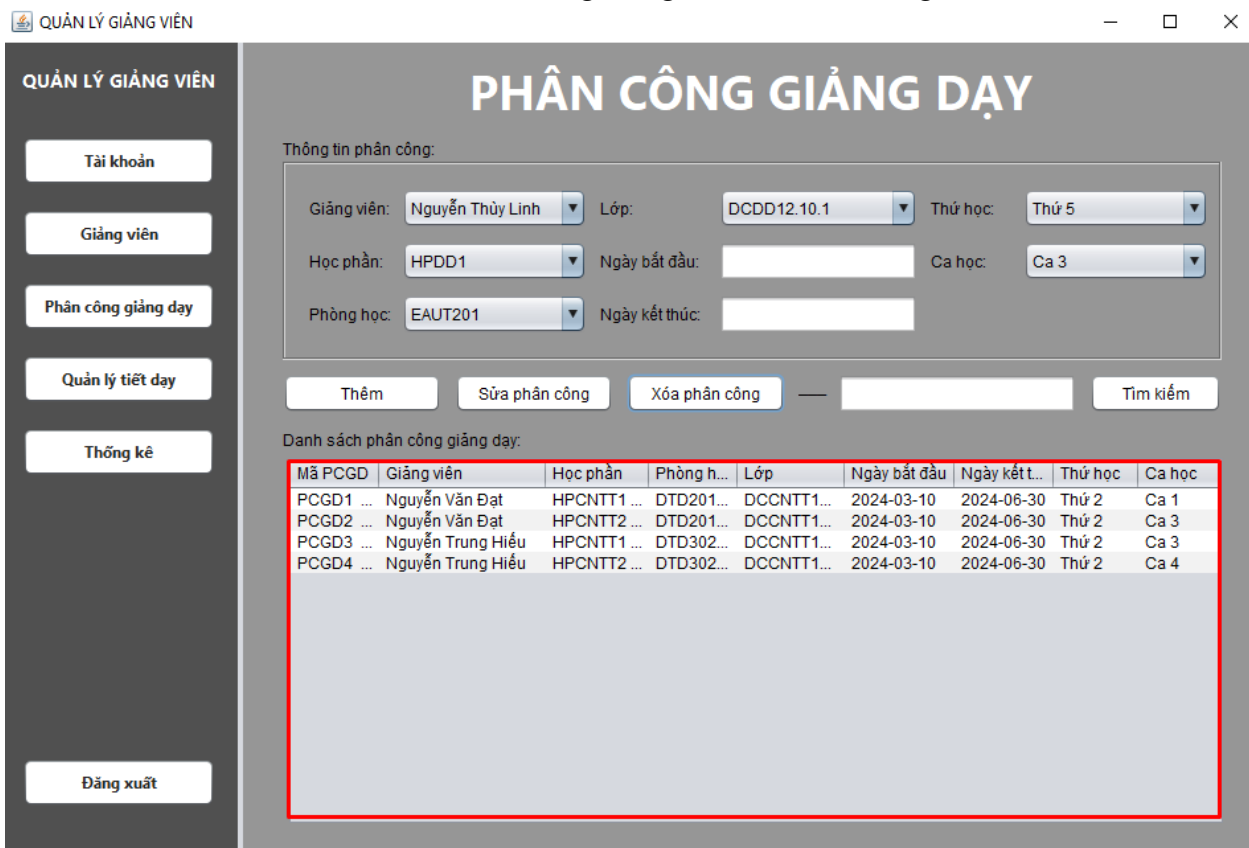 QUẢN LÝ GIẢNG VIÊN
QUẢN LÝ GIẢNG VIÊN
Tài khoản
Giảng viên
Phân công giảng dạy
Quản lý tiết dạy
Thống kê
Đăng xuất
PHÂN CÔNG GIẢNG DẠY
Thông tin phân công:
Giảng viên: Nguyễn Thùy Linh Lớp: DCDD12.10.1 Thứ học: Thứ 5
Học phần: HPDD1 Ngày bắt đầu: Ca học: Ca 3
Phòng học: EAUT201 Ngày kết thúc:
Thêm Sửa phân công Xóa phân công Tìm kiếm
Danh sách phân công giảng dạy:
Mã PCGD Giảng viên Học phần Phòng h... Lớp Ngày bắt đầu Ngày kết t... Thứ học Ca học
PCGD1 ... Nguyễn Văn Đạt HPCNTT1 ... DTD201... DCCNTT1... 2024-03-10 2024-06-30 Thứ 2 Ca 1
PCGD2 ... Nguyễn Văn Đạt HPCNTT2 ... DTD201... DCCNTT1... 2024-03-10 2024-06-30 Thứ 2 Ca 3
PCGD3 ... Nguyễn Trung Hiếu HPCNTT1 ... DTD302... DCCNTT1... 2024-03-10 2024-06-30 Thứ 2 Ca 3
PCGD4 ... Nguyễn Trung Hiếu HPCNTT2 ... DTD302... DCCNTT1... 2024-03-10 2024-06-30 Thứ 2 Ca 4